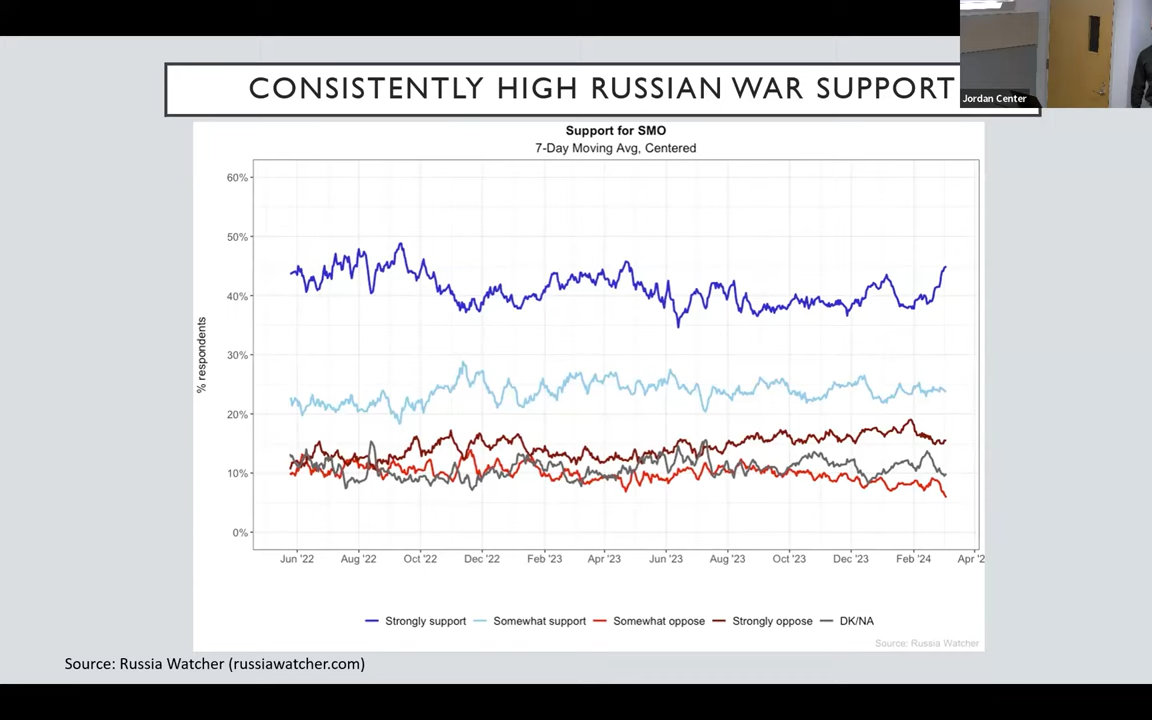 CONSISTENTLY HIGH RUSSIAN WAR SUPPORT
Jordan Center
Support for SMO
7-Day Moving Avg, Centered
% respondents
60%
50%
40%
30%
20%
10%
0%
Jun '22 Aug '22 Oct '22 Dec '22 Feb '23 Apr '23 Jun '23 Aug '23 Oct '23 Dec '23 Feb '24 Apr '2
Strongly support Somewhat support Somewhat oppose Strongly oppose DK/NA
Source: Russia Watcher
Source: Russia Watcher (russiawatcher.com)